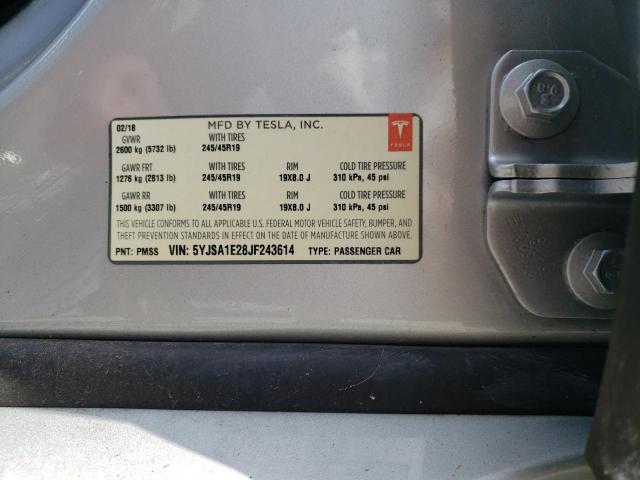 02/18 MFD BY TESLA, INC.
GVWR WITH TIRES
2600 kg (5732 lb) 245/45R19
TESLA
GAWR FRT WITH TIRES RIM COLD TIRE PRESSURE
1276 kg (2813 lb) 245/45R19 19X8.0 J 310 kPa, 45 psi
GAWR RR WITH TIRES RIM COLD TIRE PRESSURE
1500 kg (3307 lb) 245/45R19 19X8.0 J 310 kPa, 45 psi
THIS VEHICLE CONFORMS TO ALL APPLICABLE U.S. FEDERAL MOTOR VEHICLE SAFETY, BUMPER, AND
THEFT PREVENTION STANDARDS IN EFFECT ON THE DATE OF MANUFACTURE SHOWN ABOVE.
PNT: PMSS VIN: 5YJSA1E28JF243614 TYPE: PASSENGER CAR